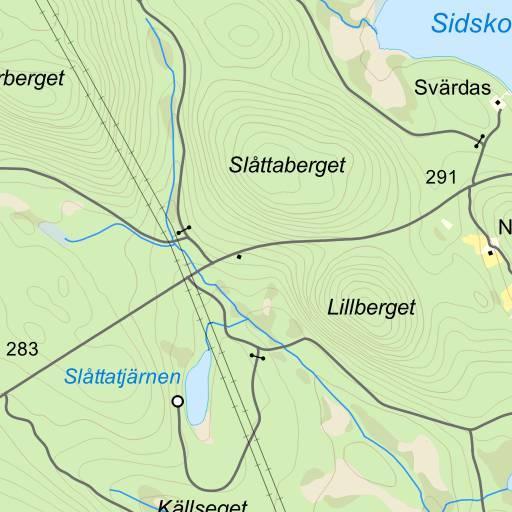 Sidsko
rberget
Svärdas
Slåttaberget
291
N
Lillberget
283
Slåttatjärnen
Källseget